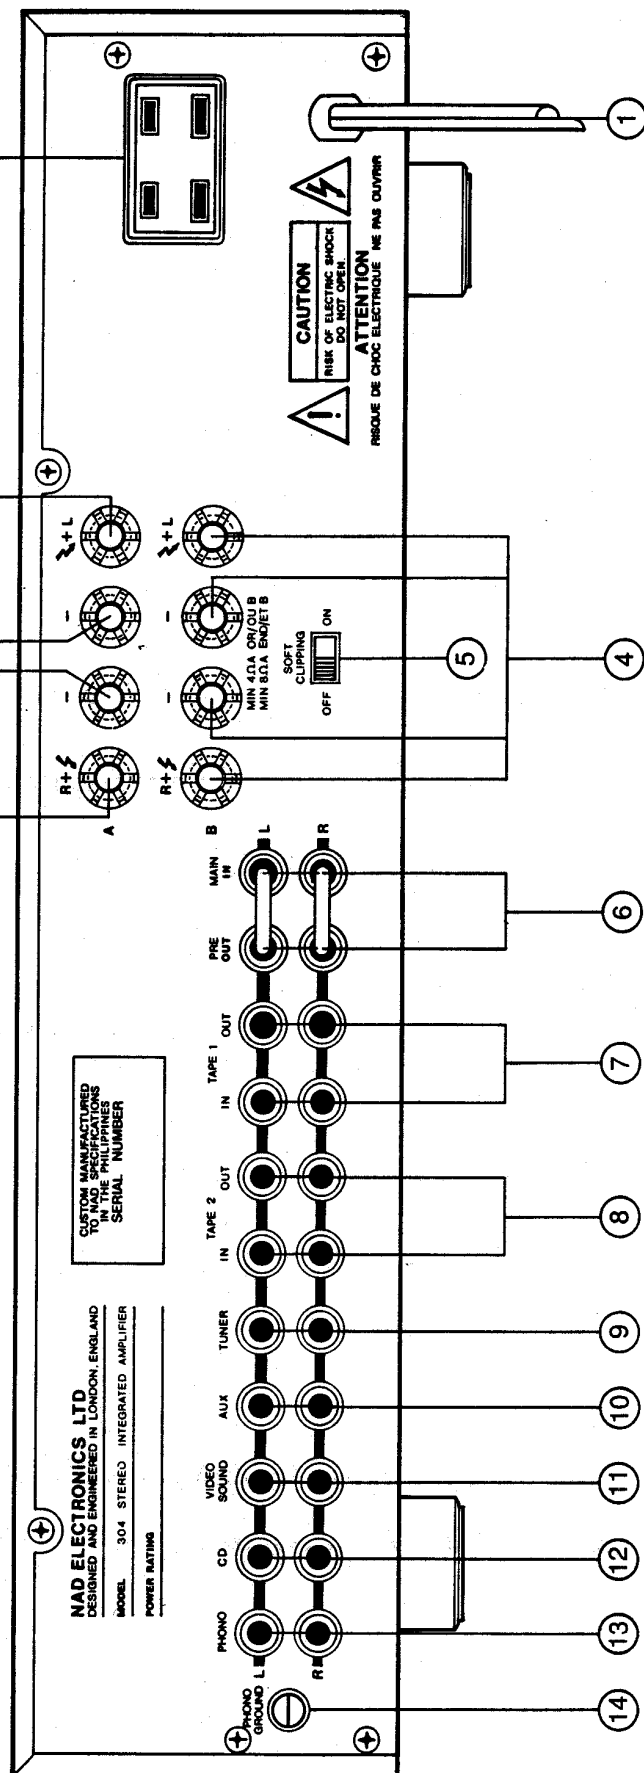 NAD ELECTRONICS LTD
DESIGNED AND ENGINEERED IN LONDON, ENGLAND
MODEL 304 STEREO INTEGRATED AMPLIFIER
POWER RATING
CUSTOM MANUFACTURED
TO NAD SPECIFICATIONS
IN THE PHILIPPINES
SERIAL NUMBER
A
R+
-
-
+L
B
R+
-
-
+L
MIN 4ΩA OR/OU B
MIN 8ΩA END/ET B
SOFT
CLIPPING
OFF
ON
CAUTION
RISK OF ELECTRIC SHOCK
DO NOT OPEN.
!
ATTENTION
RISQUE DE CHOC ELECTRIQUE NE PAS OUVRIR
PHONO
GROUND
PHONO
CD
VIDEO
SOUND
AUX
TUNER
TAPE 2
IN
OUT
TAPE 1
IN
OUT
PRE
OUT
MAIN
IN
L
L
R
R
14
13
12
11
10
9
8
7
6
5
4
1